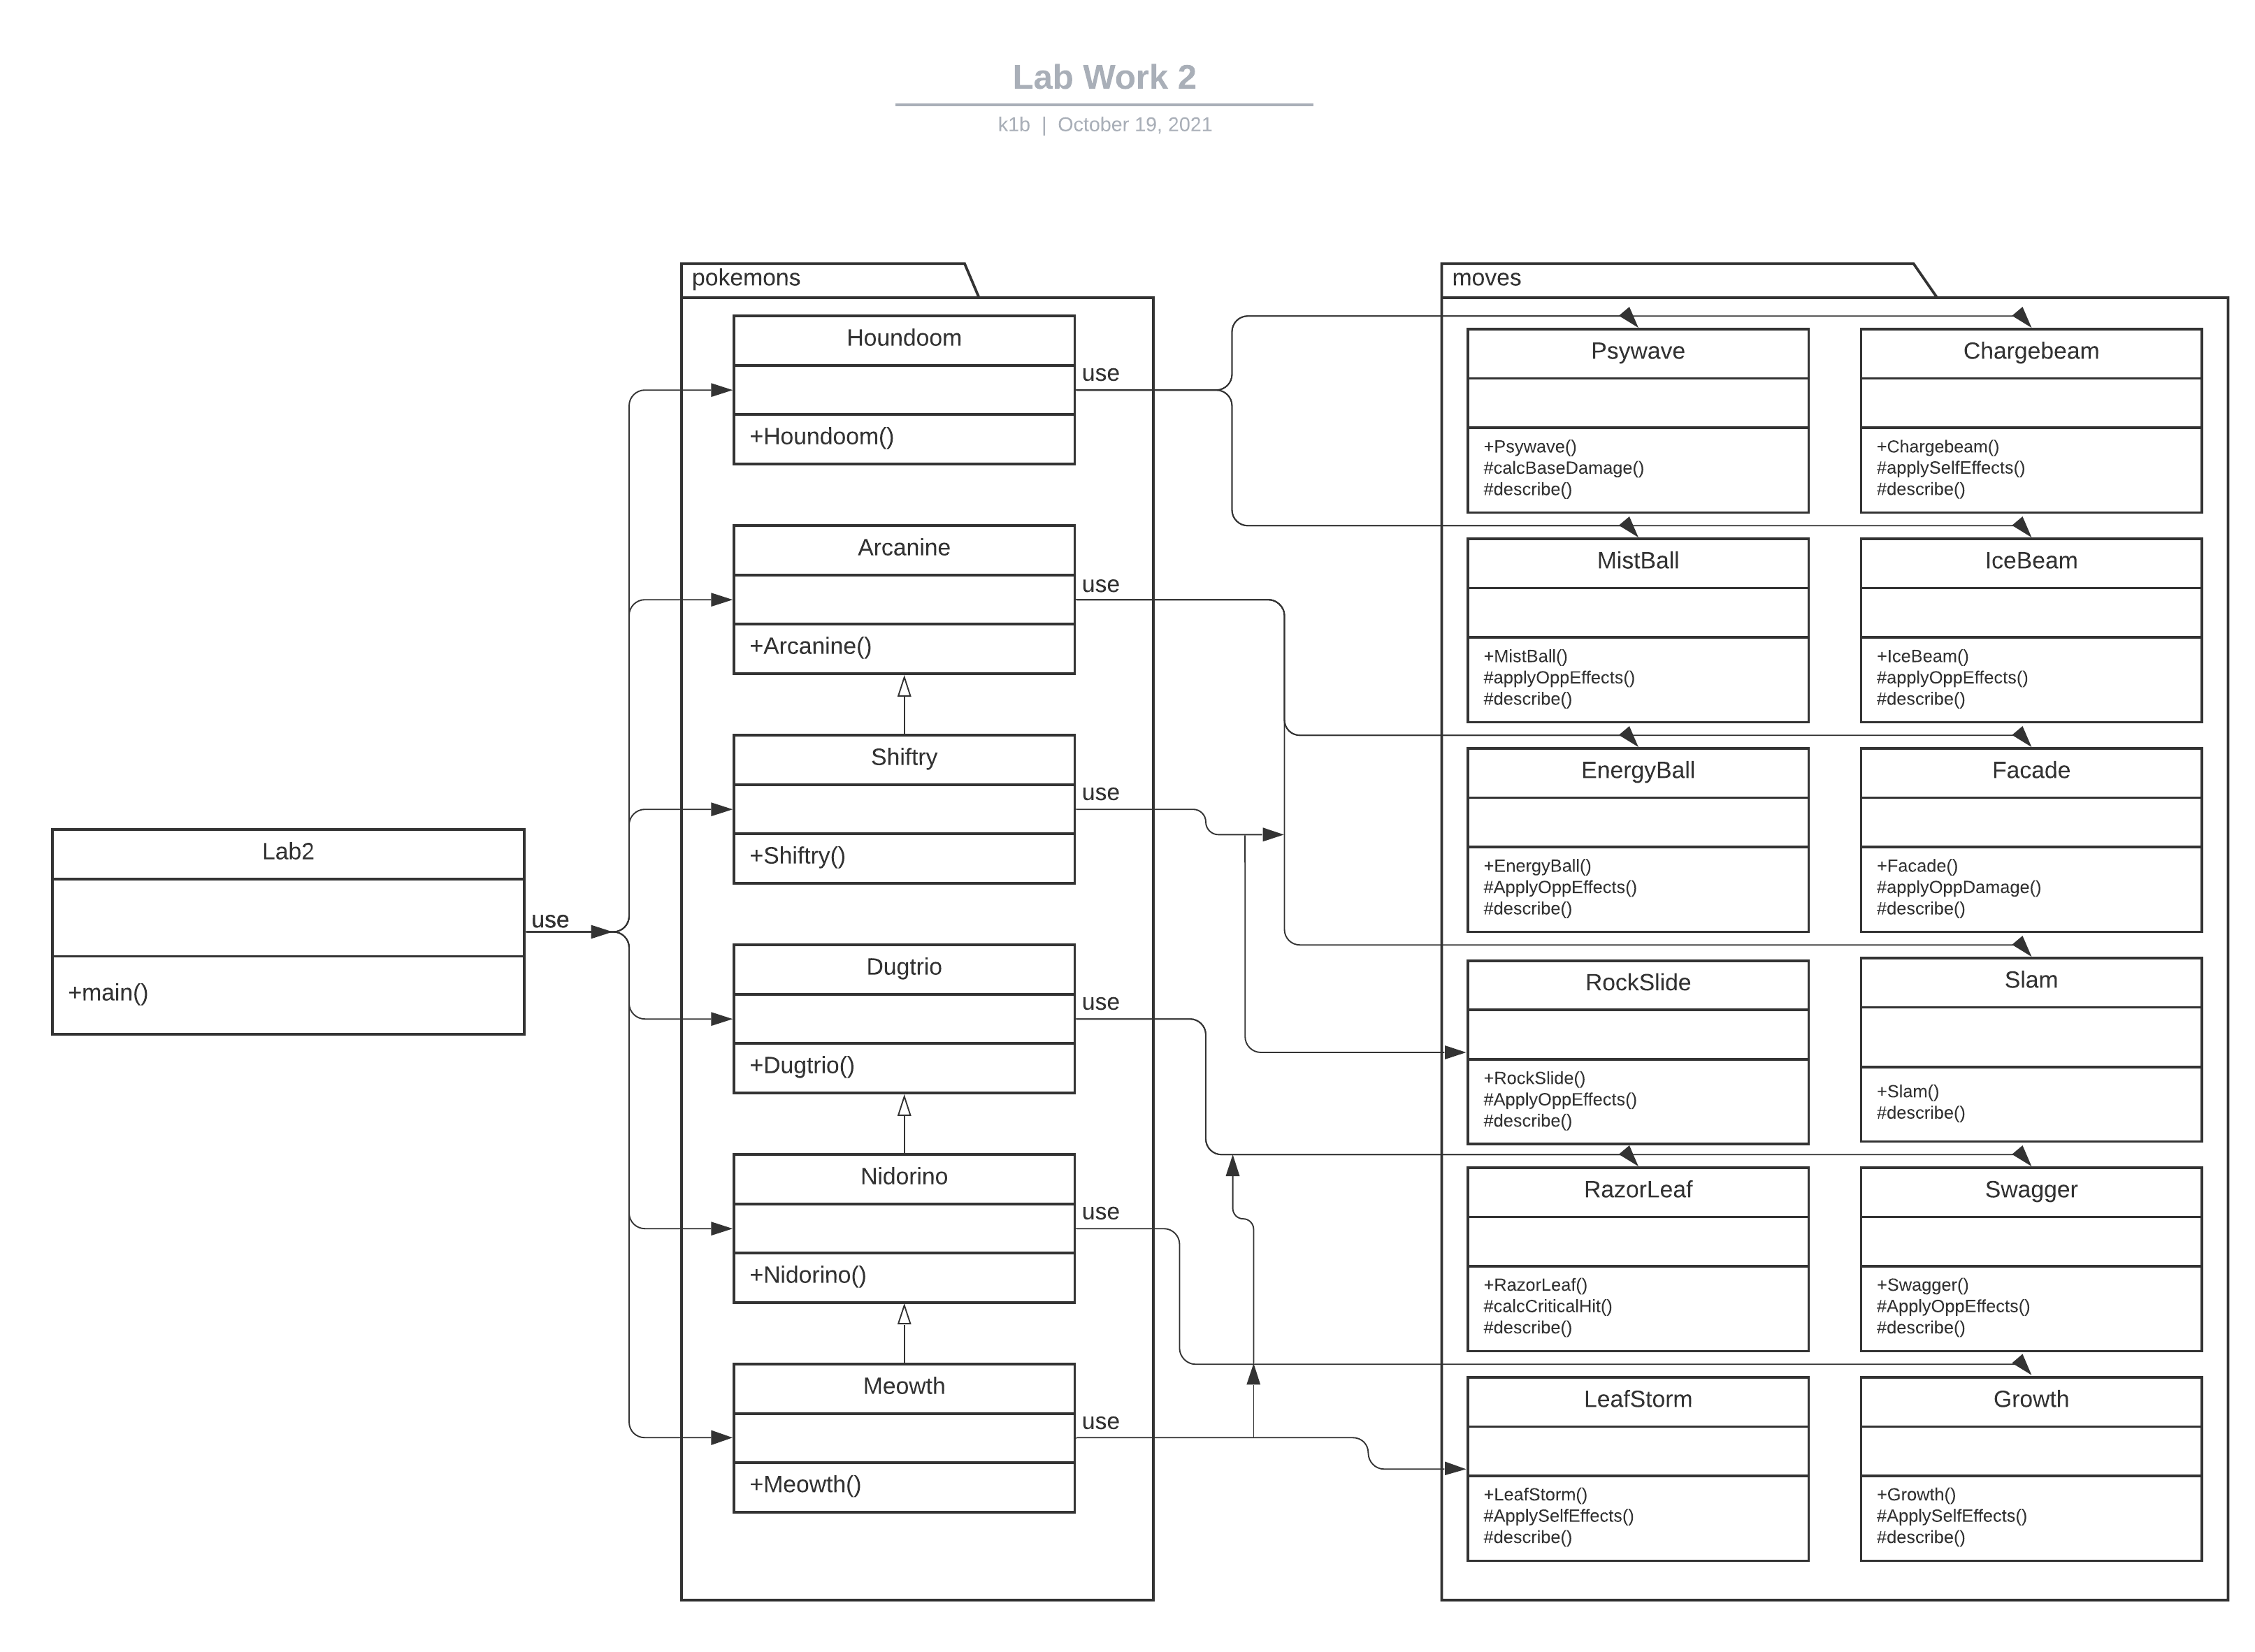 Lab Work 2
k1b | October 19, 2021
Lab2
+main()
use
pokemons
Houndoom
+Houndoom()
use
Arcanine
+Arcanine()
use
Shiftry
+Shiftry()
use
Dugtrio
+Dugtrio()
use
Nidorino
+Nidorino()
use
Meowth
+Meowth()
use
moves
Psywave
+Psywave()
#calcBaseDamage()
#describe()
Chargebeam
+Chargebeam()
#applySelfEffects()
#describe()
MistBall
+MistBall()
#applyOppEffects()
#describe()
IceBeam
+IceBeam()
#applyOppEffects()
#describe()
EnergyBall
+EnergyBall()
#ApplyOppEffects()
#describe()
Facade
+Facade()
#applyOppDamage()
#describe()
RockSlide
+RockSlide()
#ApplyOppEffects()
#describe()
Slam
+Slam()
#describe()
RazorLeaf
+RazorLeaf()
#calcCriticalHit()
#describe()
Swagger
+Swagger()
#ApplyOppEffects()
#describe()
LeafStorm
+LeafStorm()
#ApplySelfEffects()
#describe()
Growth
+Growth()
#ApplySelfEffects()
#describe()